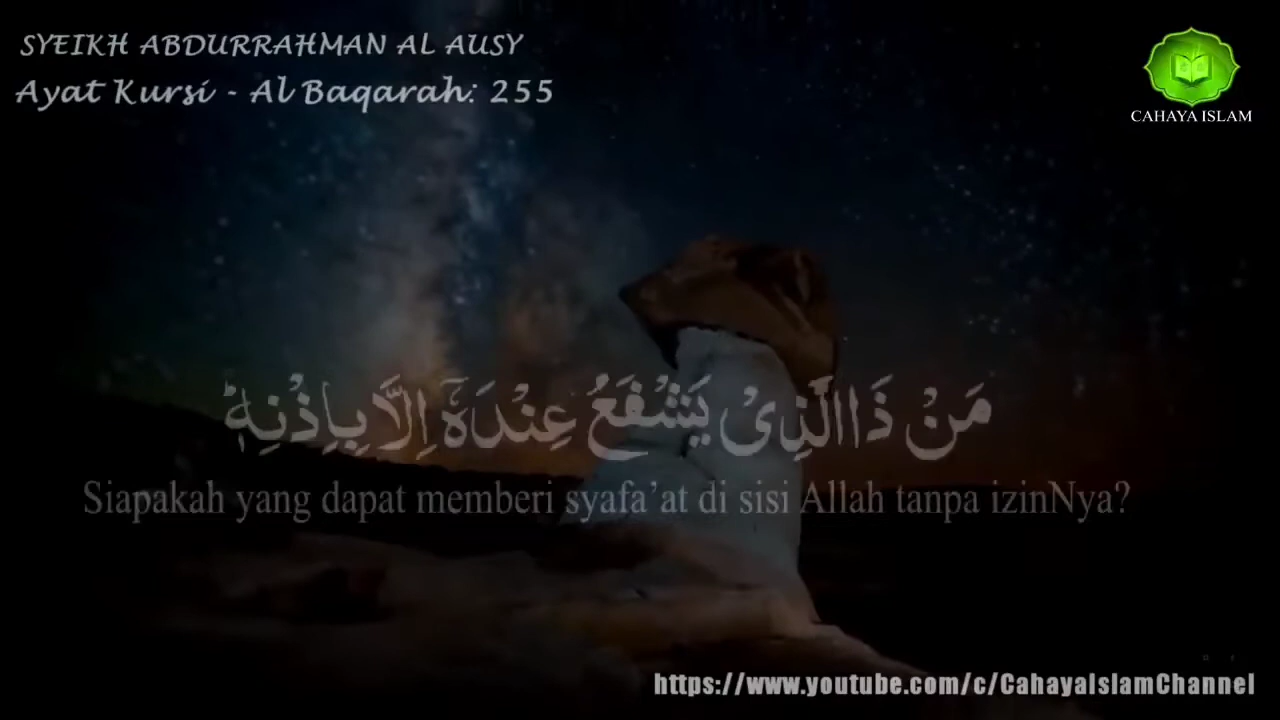 SYEIKH ABDURRAHMAN AL AUSY
Ayat Kursi - Al Baqarah: 255
CAHAYA ISLAM
مَنْ ذَاالَّذِیْ یَشْفَعُ عِنْدَهٗۤ اِلَّا بِاِذْنِهٖؕ
Siapakah yang dapat memberi syafa’at di sisi Allah tanpa izinNya?
https://www.youtube.com/c/CahayaIslamChannel